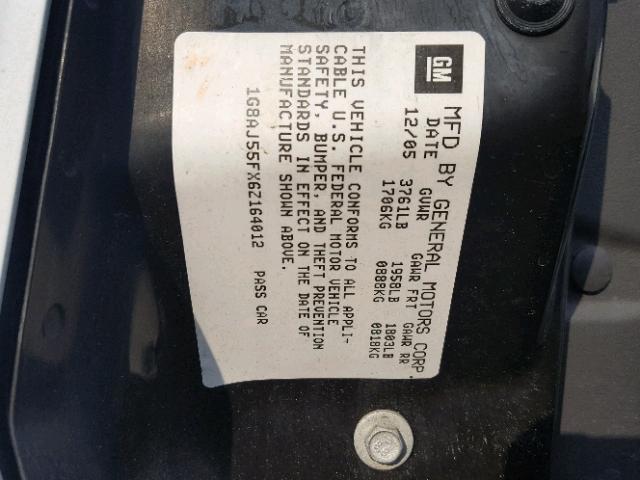 GM
MFD BY GENERAL MOTORS CORP.
DATE GVWR GAWR FRT GAWR RR
12/05 3761LB 1958LB 1803LB
1706KG 0888KG 0818KG
THIS VEHICLE CONFORMS TO ALL APPLI-
CABLE U.S. FEDERAL MOTOR VEHICLE
SAFETY, BUMPER, AND THEFT PREVENTION
STANDARDS IN EFFECT ON THE DATE OF
MANUFACTURE SHOWN ABOVE.
1G8AJ55FX6Z164012 PASS CAR